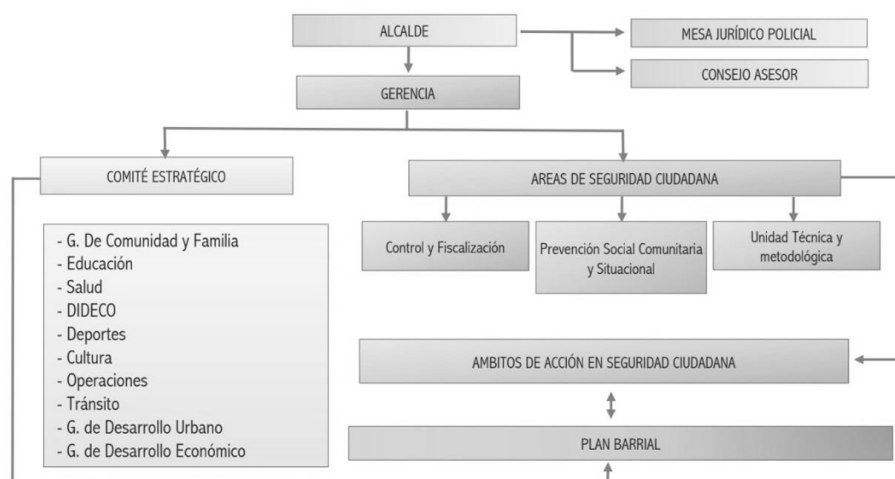 ALCALDE
MESA JURÍDICO POLICIAL
CONSEJO ASESOR
GERENCIA
COMITÉ ESTRATÉGICO
AREAS DE SEGURIDAD CIUDADANA
- G. De Comunidad y Familia
- Educación
- Salud
- DIDECO
- Deportes
- Cultura
- Operaciones
- Tránsito
- G. de Desarrollo Urbano
- G. de Desarrollo Económico
Control y Fiscalización
Prevención Social Comunitaria
y Situacional
Unidad Técnica y
metodológica
AMBITOS DE ACCIÓN EN SEGURIDAD CIUDADANA
PLAN BARRIAL